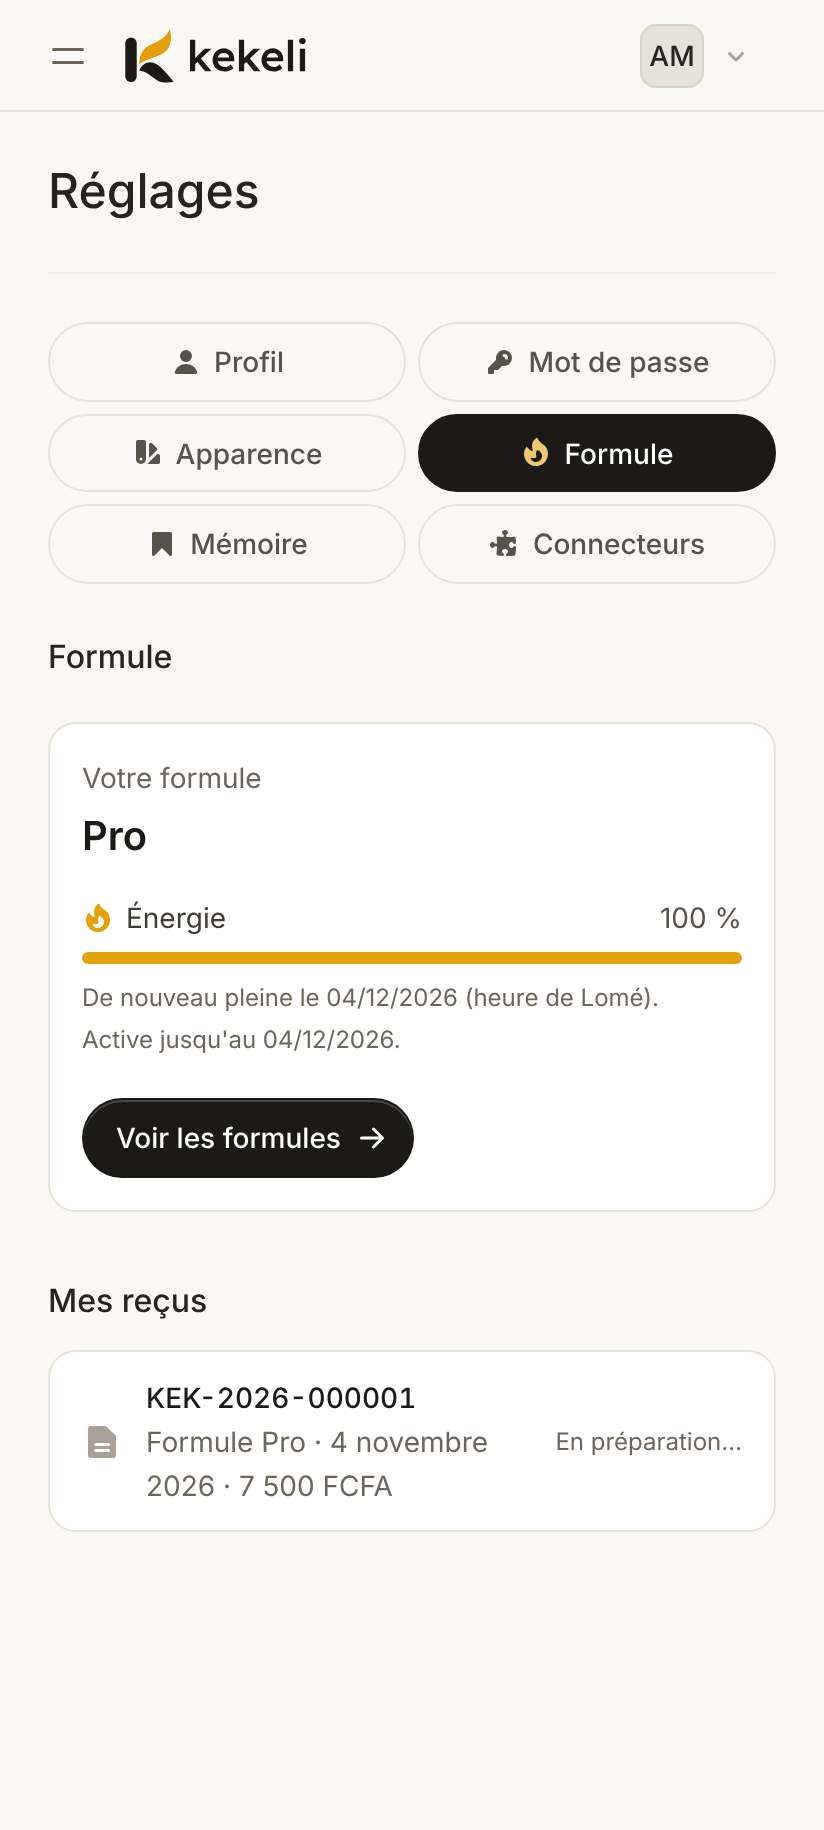 kekeli
AM
Réglages
Profil
Mot de passe
Apparence
Formule
Mémoire
Connecteurs
Formule
Votre formule
Pro
Énergie
100 %
De nouveau pleine le 04/12/2026 (heure de Lomé).
Active jusqu'au 04/12/2026.
Voir les formules →
Mes reçus
KEK-2026-000001
Formule Pro · 4 novembre
2026 · 7 500 FCFA
En préparation...